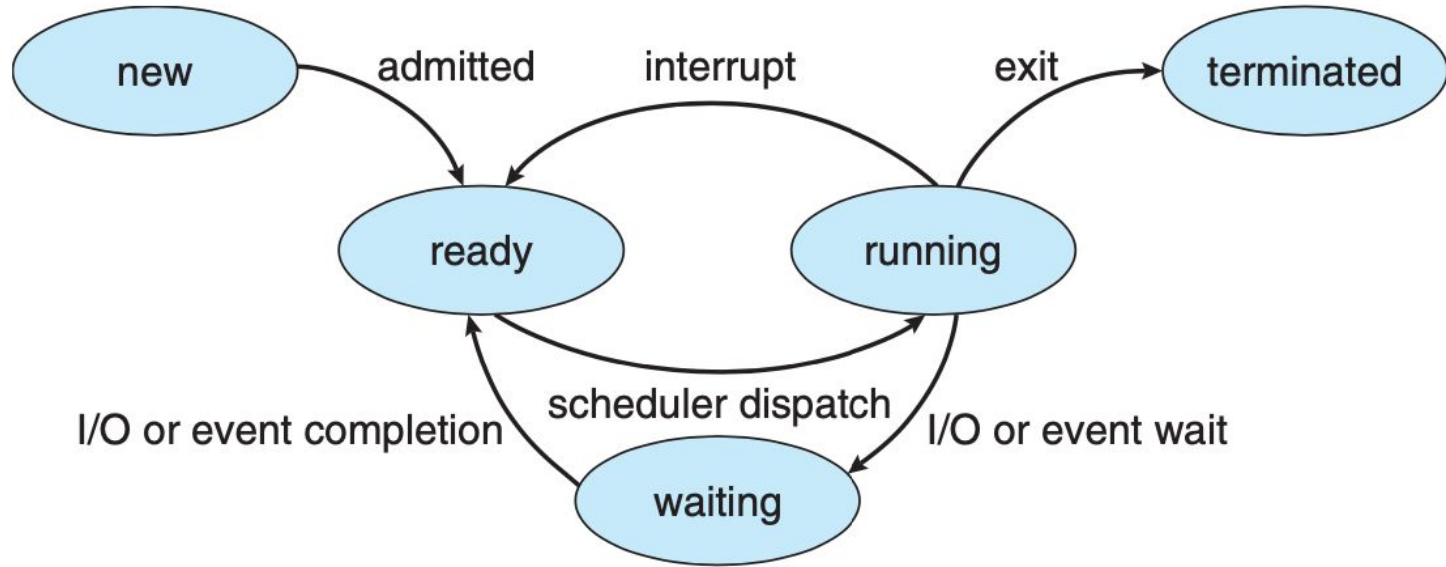 new
admitted
interrupt
exit
terminated
ready
running
scheduler dispatch
I/O or event completion
I/O or event wait
waiting